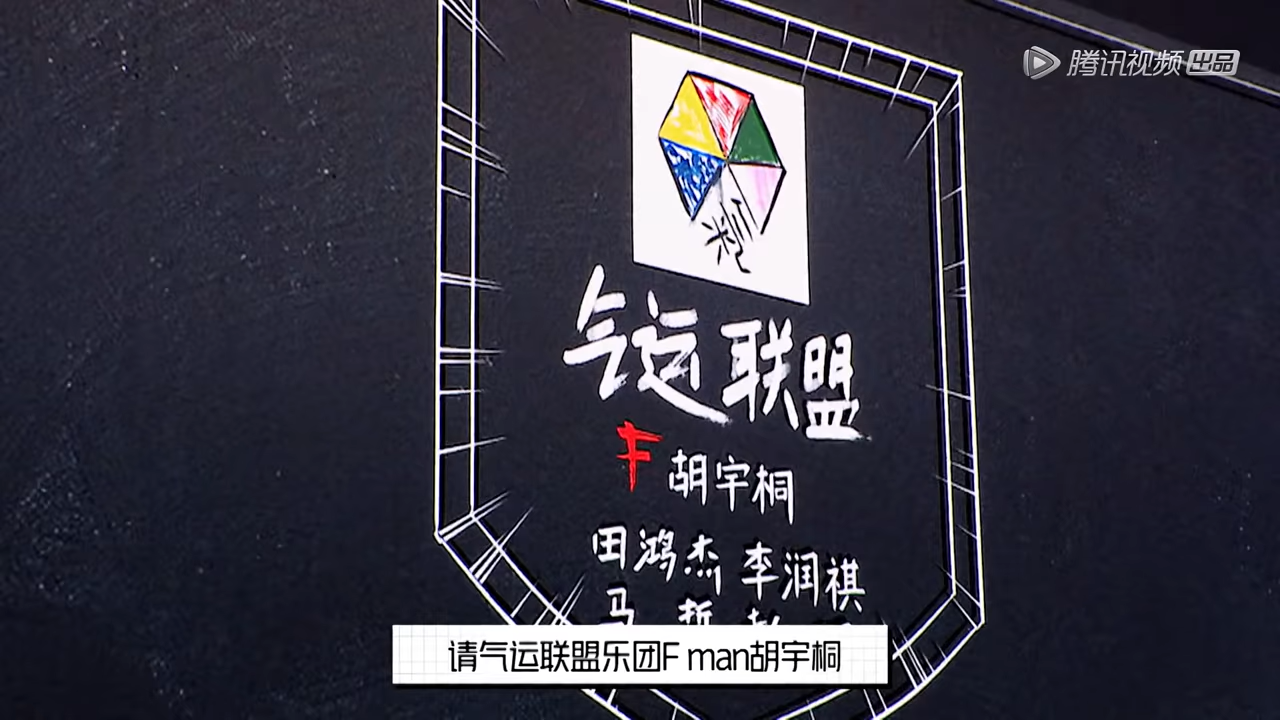 腾讯视频 出品
气运联盟
F 胡宇桐
田鸿杰 李润祺
马 哲
请气运联盟乐团F man胡宇桐